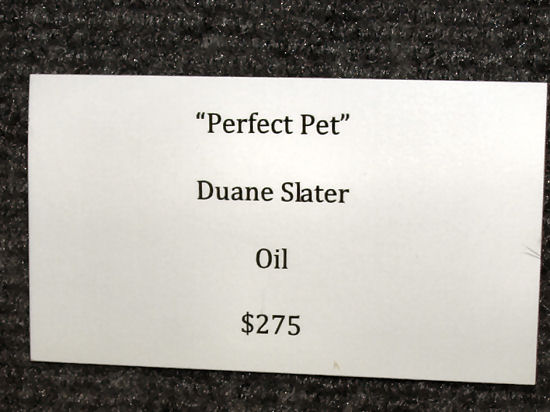 “Perfect Pet”
Duane Slater
Oil
$275